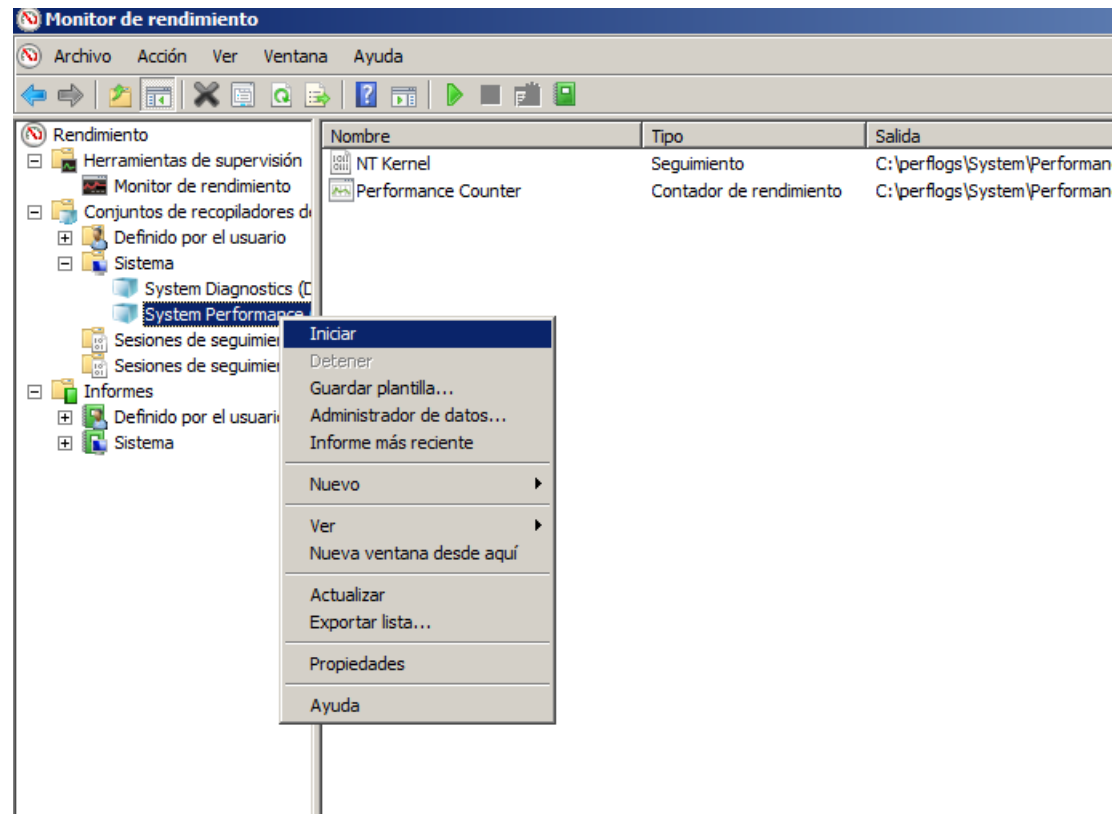 Monitor de rendimiento
Archivo Acción Ver Ventana Ayuda
Rendimiento
Herramientas de supervisión
Monitor de rendimiento
Conjuntos de recopiladores de
Definido por el usuario
Sistema
System Diagnostics (D
System Performance
Sesiones de seguimie
Sesiones de seguimie
Informes
Definido por el usuari
Sistema
Nombre Tipo Salida
NT Kernel Seguimiento C:\perflogs\System\Performan
Performance Counter Contador de rendimiento C:\perflogs\System\Performan
Iniciar
Detener
Guardar plantilla...
Administrador de datos...
Informe más reciente
Nuevo
Ver
Nueva ventana desde aquí
Actualizar
Exportar lista...
Propiedades
Ayuda